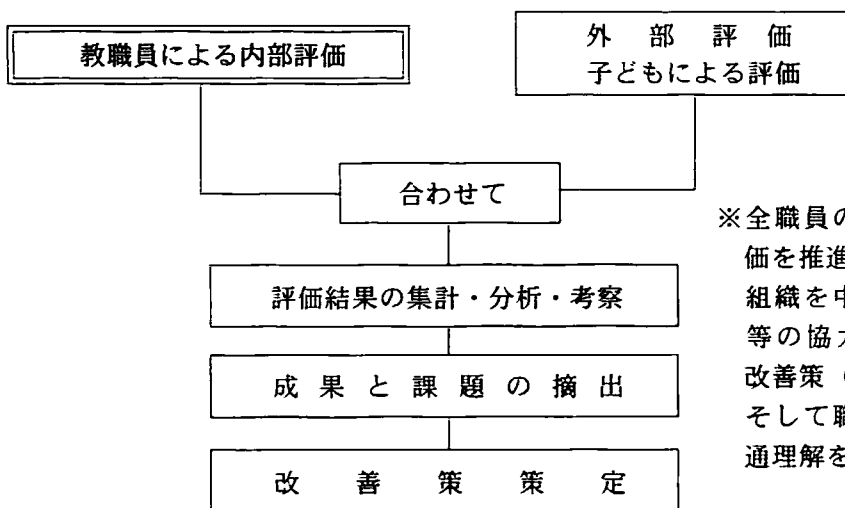 教職員による内部評価
外部評価
子どもによる評価
合わせて
評価結果の集計・分析・考察
成果と課題の摘出
改善策策定
※全職員の
価を推進
組織を中
等の協力
改善策（
そして職
通理解を